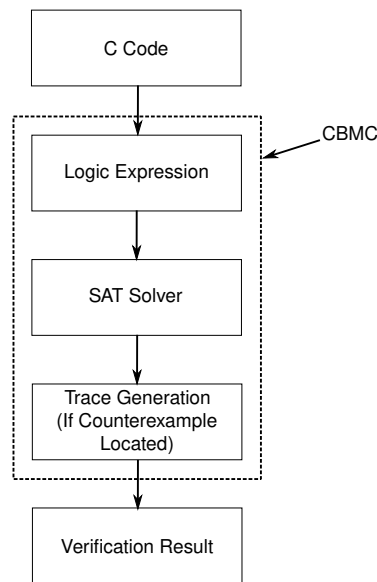 C Code
CBMC
Logic Expression
SAT Solver
Trace Generation
(If Counterexample
Located)
Verification Result